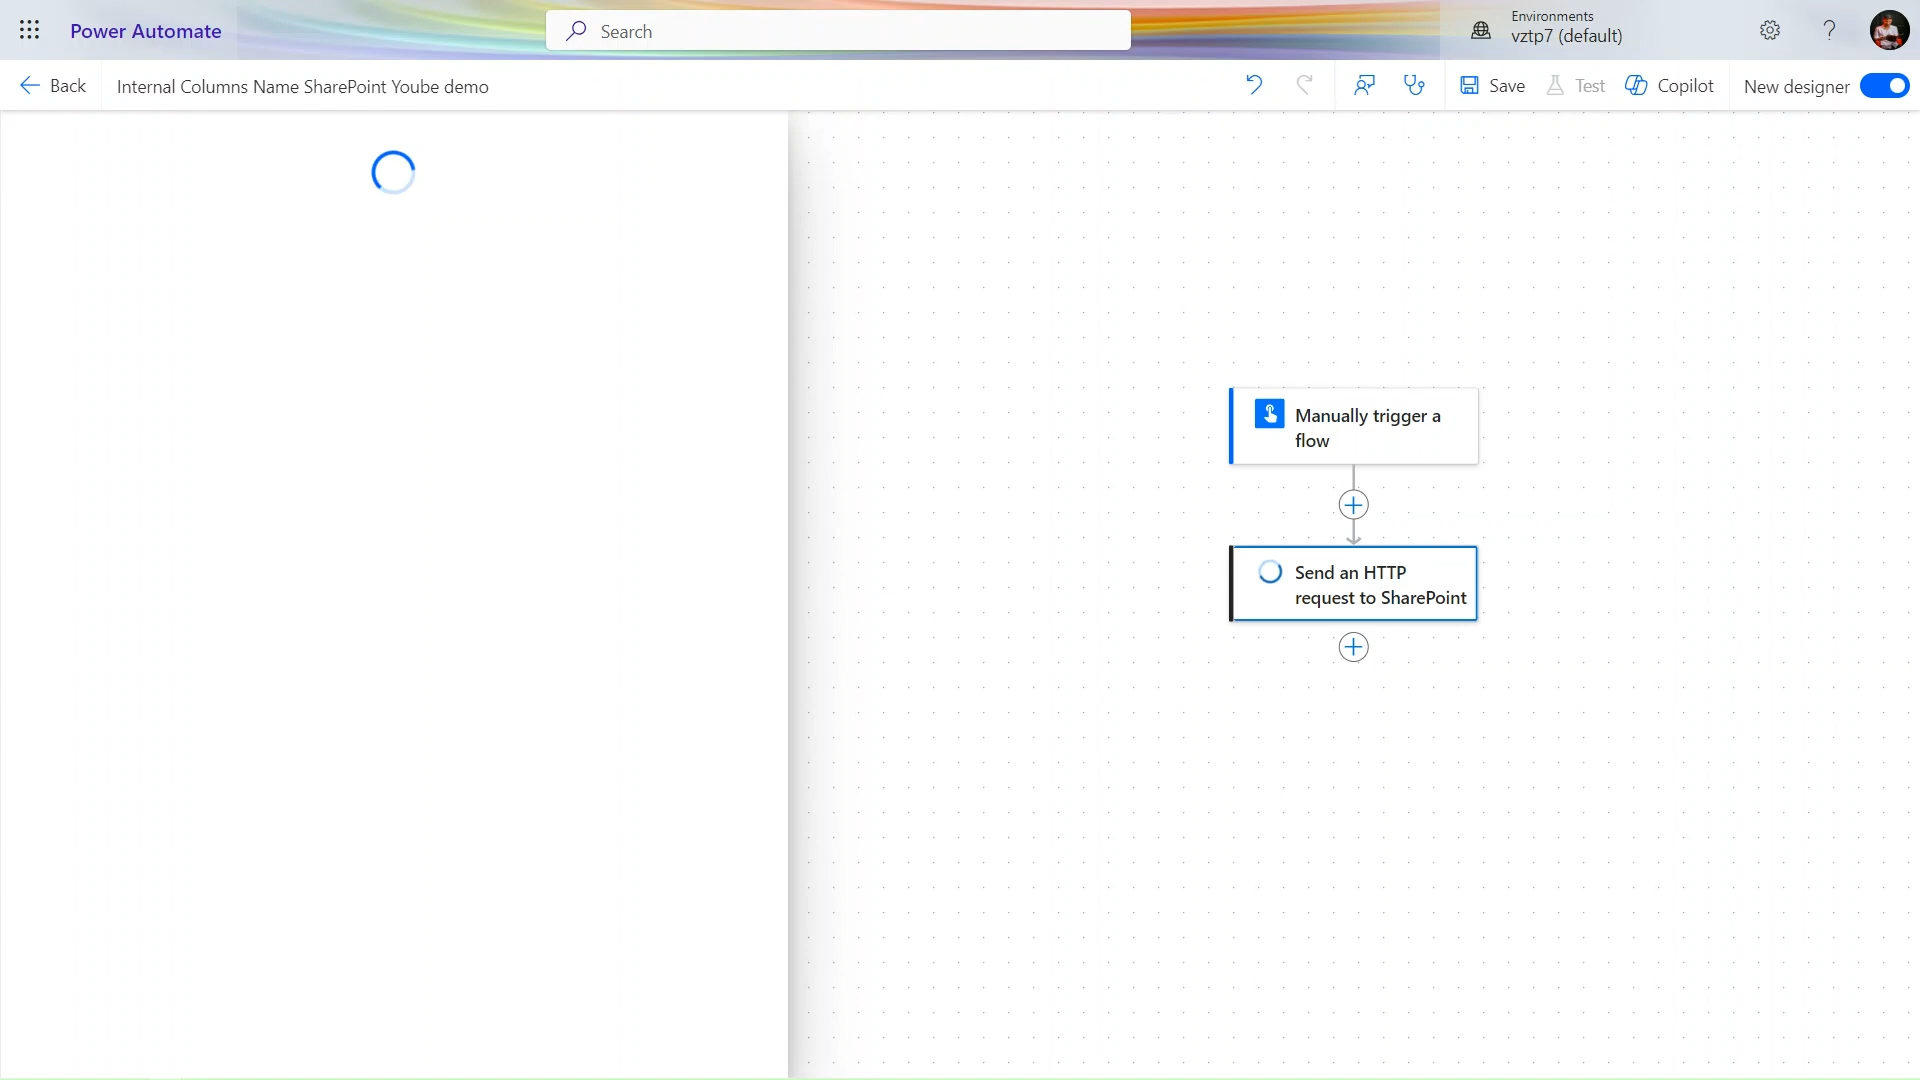 Power Automate
Search
Environments
vztp7 (default)
?
Back
Internal Columns Name SharePoint Yoube demo
Save
Test
Copilot
New designer
Manually trigger a
flow
Send an HTTP
request to SharePoint